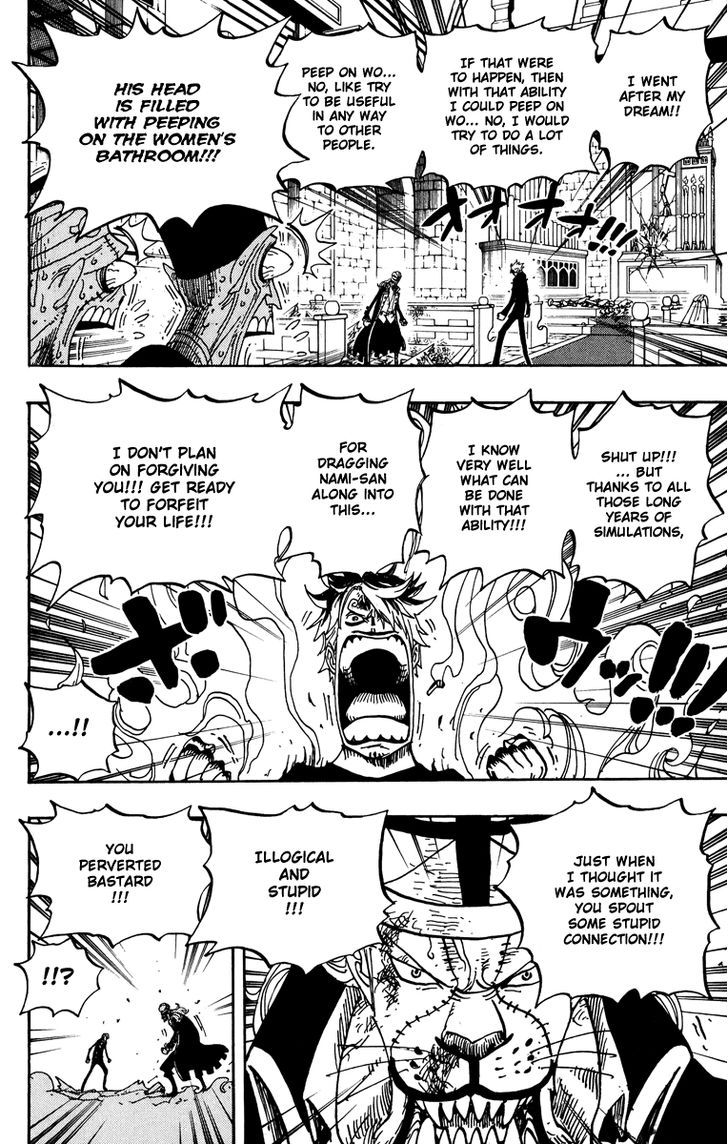 I WENT
AFTER MY
DREAM!!
IF THAT WERE
TO HAPPEN, THEN
WITH THAT ABILITY
I COULD PEEP ON
WO... NO, I WOULD
TRY TO DO A LOT
OF THINGS.
PEEP ON WO...
NO, LIKE TRY
TO BE USEFUL
IN ANY WAY
TO OTHER
PEOPLE.
HIS HEAD
IS FILLED
WITH PEEPING
ON THE WOMEN'S
BATHROOM!!!
オオオオ!!!
SHUT UP!!!
... BUT
THANKS TO ALL
THOSE LONG
YEARS OF
SIMULATIONS,
I KNOW
VERY WELL
WHAT CAN
BE DONE
WITH THAT
ABILITY!!!
FOR
DRAGGING
NAMI-SAN
ALONG INTO
THIS...
I DON'T PLAN
ON FORGIVING
YOU!!! GET READY
TO FORFEIT
YOUR LIFE!!!
...!!
JUST WHEN
I THOUGHT IT
WAS SOMETHING,
YOU SPOUT
SOME STUPID
CONNECTION!!!
ILLOGICAL
AND
STUPID
!!!
YOU
PERVERTED
BASTARD
!!!
!!?